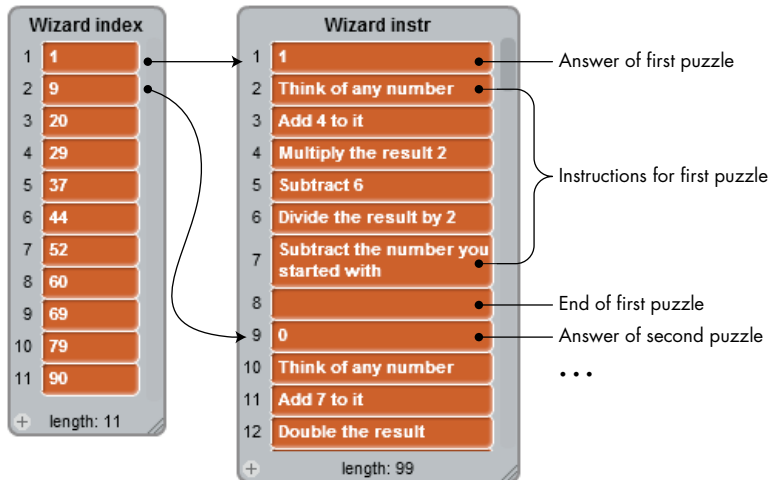 Wizard index
1 1
2 9
3 20
4 29
5 37
6 44
7 52
8 60
9 69
10 79
11 90
+ length: 11
Wizard instr
1 1
2 Think of any number
3 Add 4 to it
4 Multiply the result 2
5 Subtract 6
6 Divide the result by 2
7 Subtract the number you
started with
8
9 0
10 Think of any number
11 Add 7 to it
12 Double the result
+ length: 99
Answer of first puzzle
Instructions for first puzzle
End of first puzzle
Answer of second puzzle
...